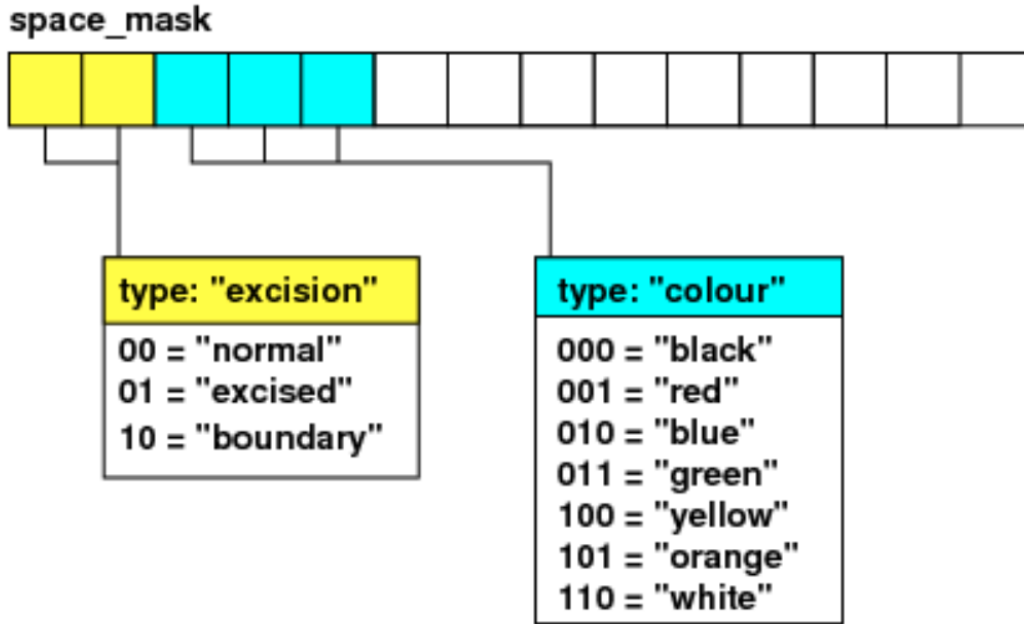 space_mask
type: "excision"
00 = "normal"
01 = "excised"
10 = "boundary"
type: "colour"
000 = "black"
001 = "red"
010 = "blue"
011 = "green"
100 = "yellow"
101 = "orange"
110 = "white"